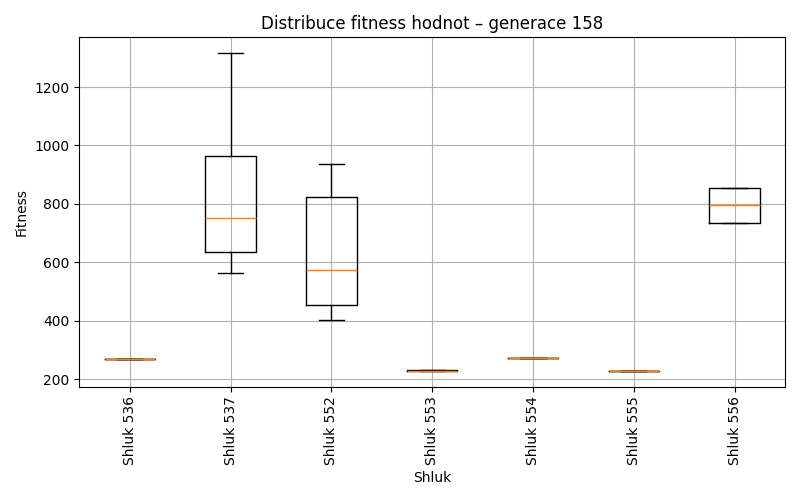 Distribuce fitness hodnot – generace 158
Fitness
1200
1000
800
600
400
200
Shluk 536
Shluk 537
Shluk 552
Shluk 553
Shluk 554
Shluk 555
Shluk 556
Shluk